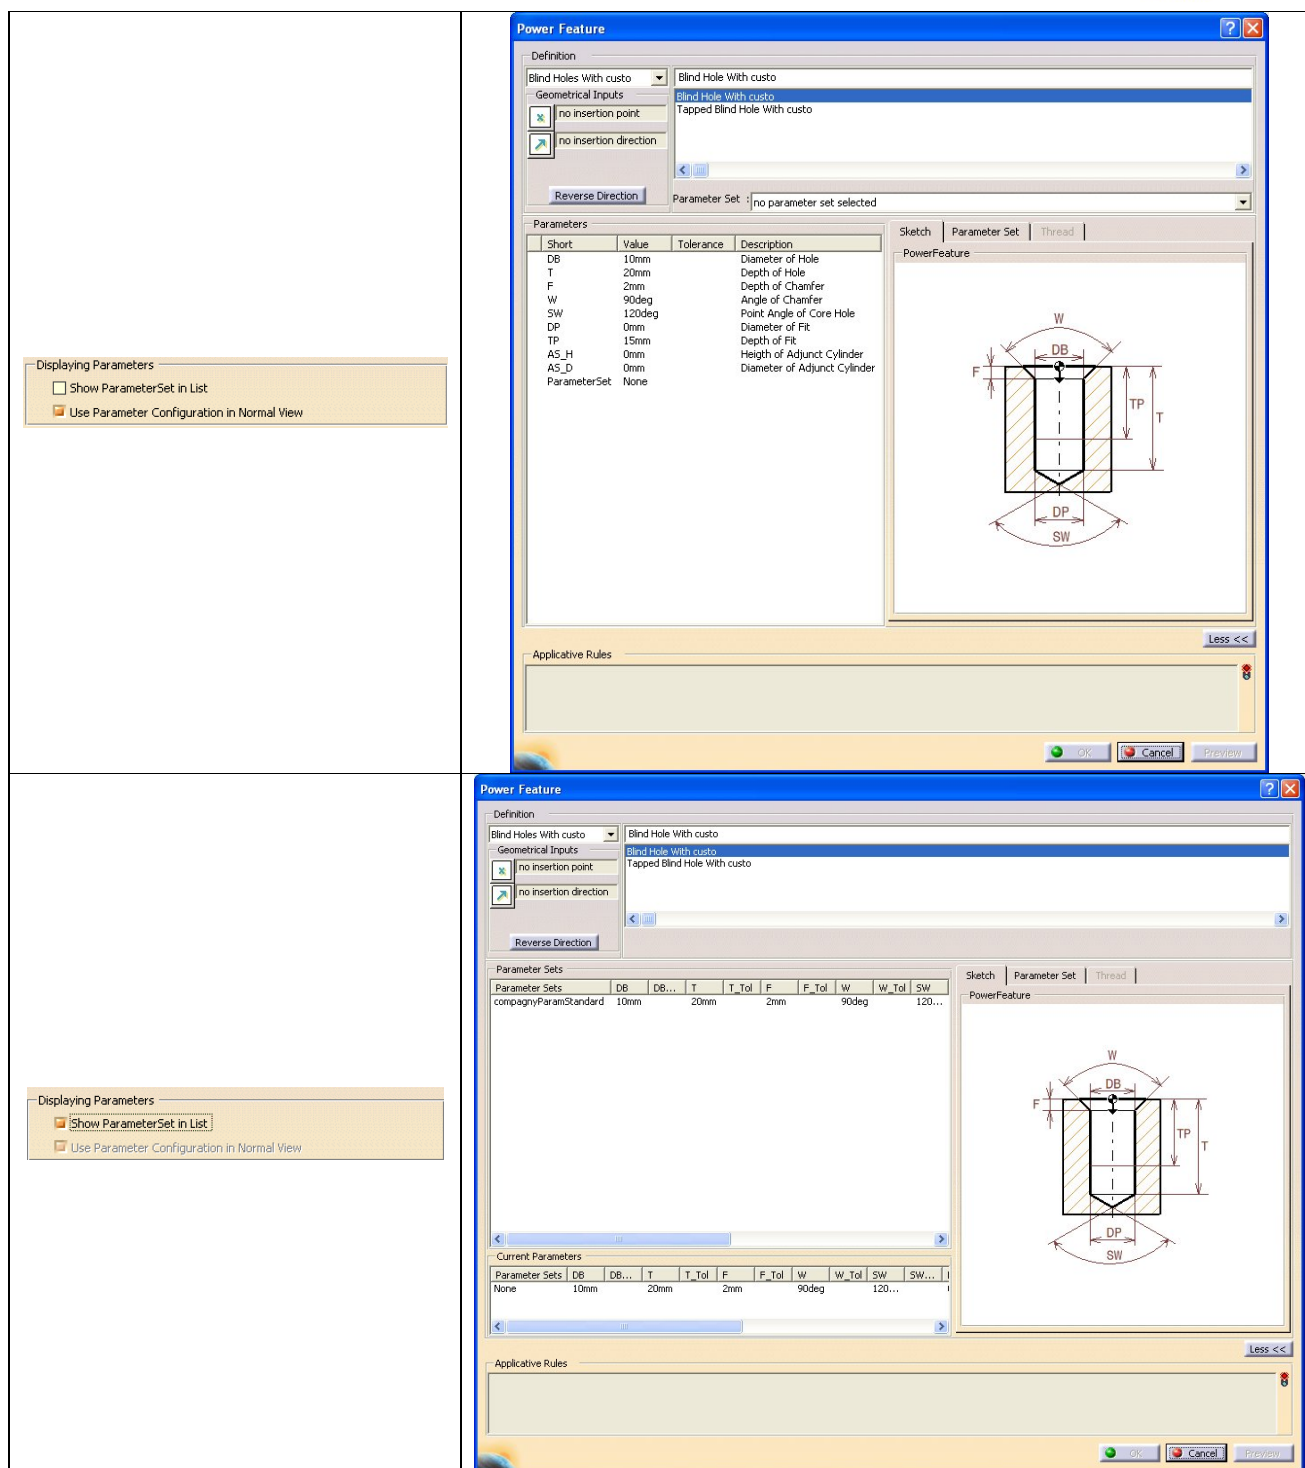 Displaying Parameters
Show ParameterSet in List
Use Parameter Configuration in Normal View
Power Feature
Definition
Blind Holes With custo
Blind Hole With custo
Geometrical Inputs
no insertion point
no insertion direction
Reverse Direction
Blind Hole With custo
Tapped Blind Hole With custo
Parameter Set : no parameter set selected
Parameters
Short Value Tolerance Description
DB 10mm Diameter of Hole
T 20mm Depth of Hole
F 2mm Depth of Chamfer
W 90deg Angle of Chamfer
SW 120deg Point Angle of Core Hole
DP 0mm Diameter of Fit
TP 15mm Depth of Fit
AS_H 0mm Heigth of Adjunct Cylinder
AS_D 0mm Diameter of Adjunct Cylinder
ParameterSet None
Sketch Parameter Set Thread
PowerFeature
W
DB
F
TP
T
DP
SW
Less <<
Applicative Rules
OK Cancel Preview
Displaying Parameters
Show ParameterSet in List
Use Parameter Configuration in Normal View
Power Feature
Definition
Blind Holes With custo
Blind Hole With custo
Geometrical Inputs
no insertion point
no insertion direction
Reverse Direction
Blind Hole With custo
Tapped Blind Hole With custo
Parameter Sets
Parameter Sets DB DB... T T_Tol F F_Tol W W_Tol SW
compagnyParamStandard 10mm 20mm 2mm 90deg 120...
Current Parameters
Parameter Sets DB DB... T T_Tol F F_Tol W W_Tol SW SW...
None 10mm 20mm 2mm 90deg 120...
Sketch Parameter Set Thread
PowerFeature
W
DB
F
TP
T
DP
SW
Less <<
Applicative Rules
OK Cancel Preview